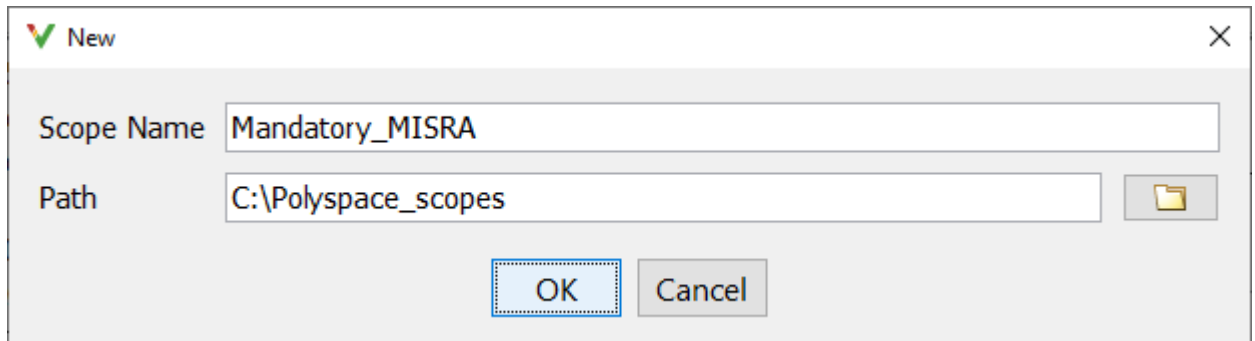 New
Scope Name Mandatory_MISRA
Path C:\Polyspace_scopes
OK Cancel